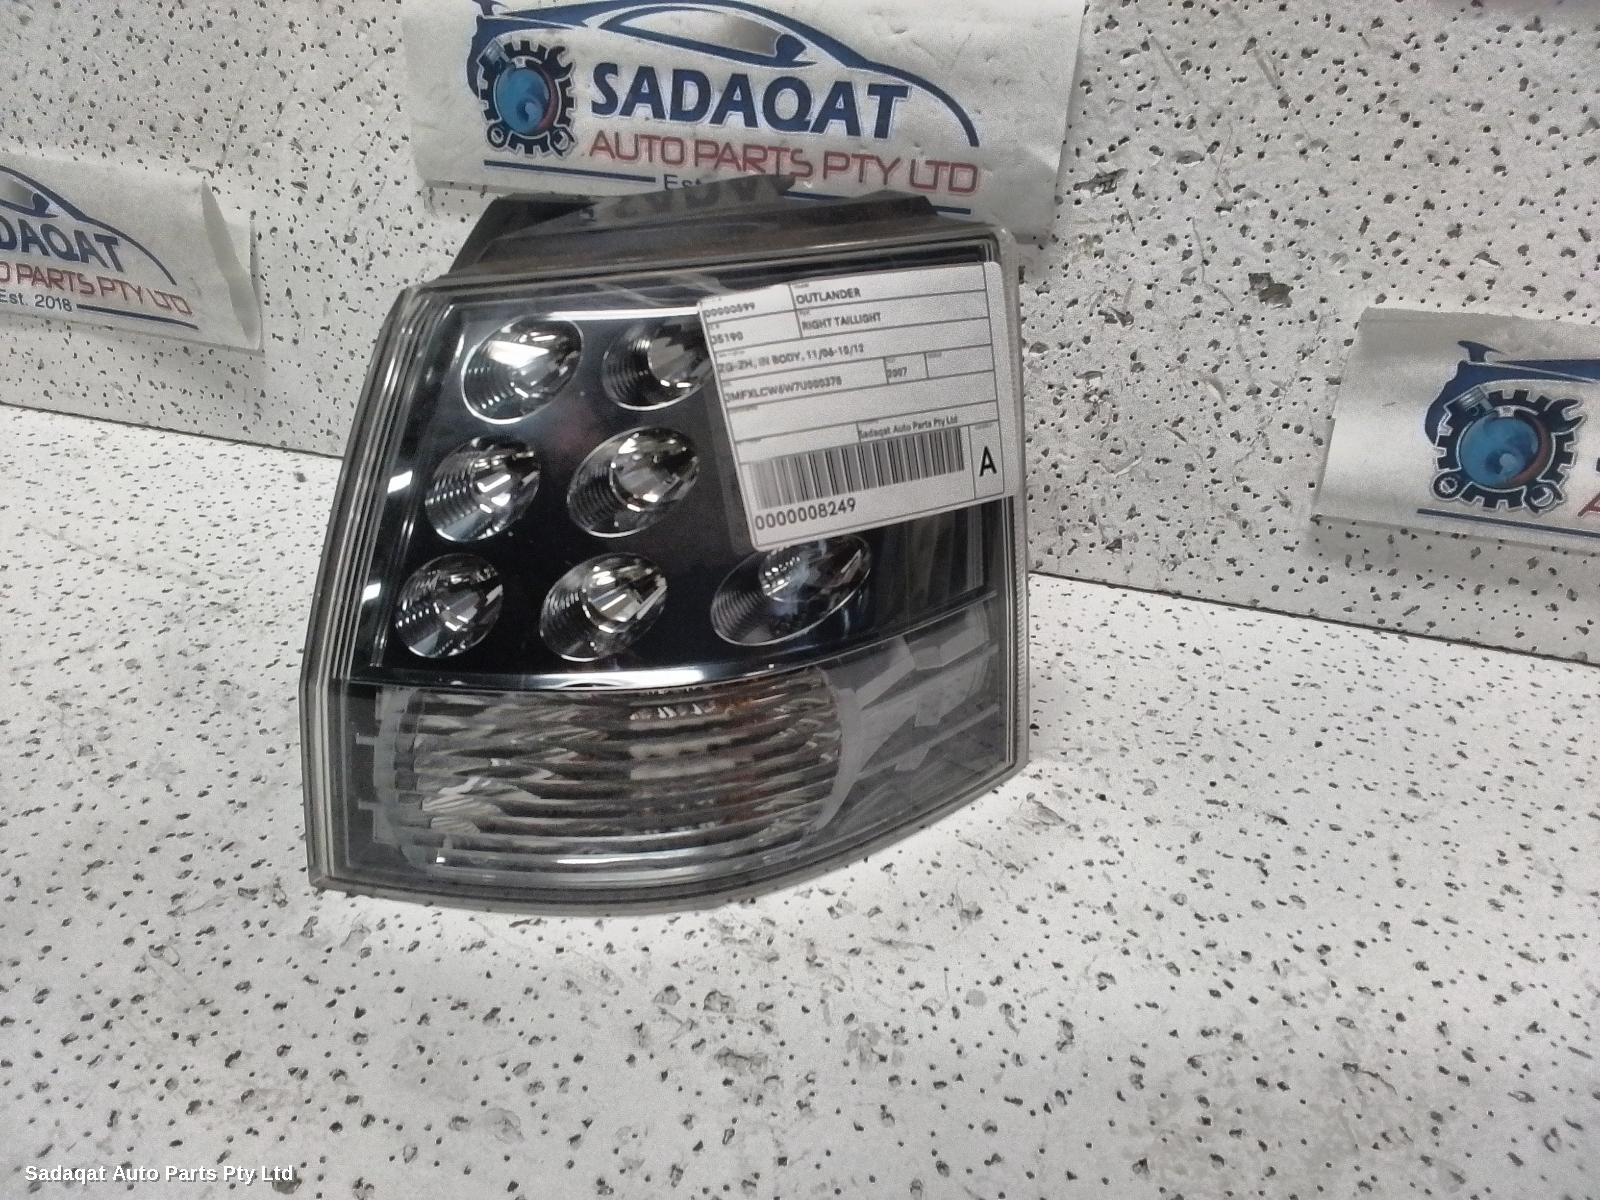 SADAQAT
AUTO PARTS PTY LTD
Est.
DAQAT
O PARTS PTY LTD
Est. 2018
OUTLANDER
RIGHT TAILLIGHT
ZG-ZH, IN BODY, 11/06-10/12
2007
Sadaqat Auto Parts Pty Ltd
A
0000008249
Sadaqat Auto Parts Pty Ltd